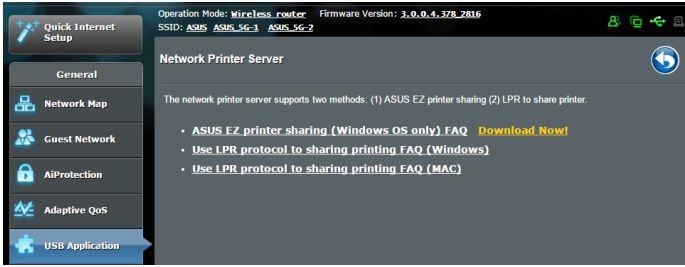 Quick Internet
Setup
Operation Mode: Wireless router Firmware Version: 3.0.0.4.378_2816
SSID: ASUS ASUS_5G-1 ASUS_5G-2
General
Network Map
Guest Network
AiProtection
Adaptive QoS
USB Application
Network Printer Server
The network printer server supports two methods: (1) ASUS EZ printer sharing (2) LPR to share printer.
ASUS EZ printer sharing (Windows OS only) FAQ Download Now!
Use LPR protocol to sharing printing FAQ (Windows)
Use LPR protocol to sharing printing FAQ (MAC)